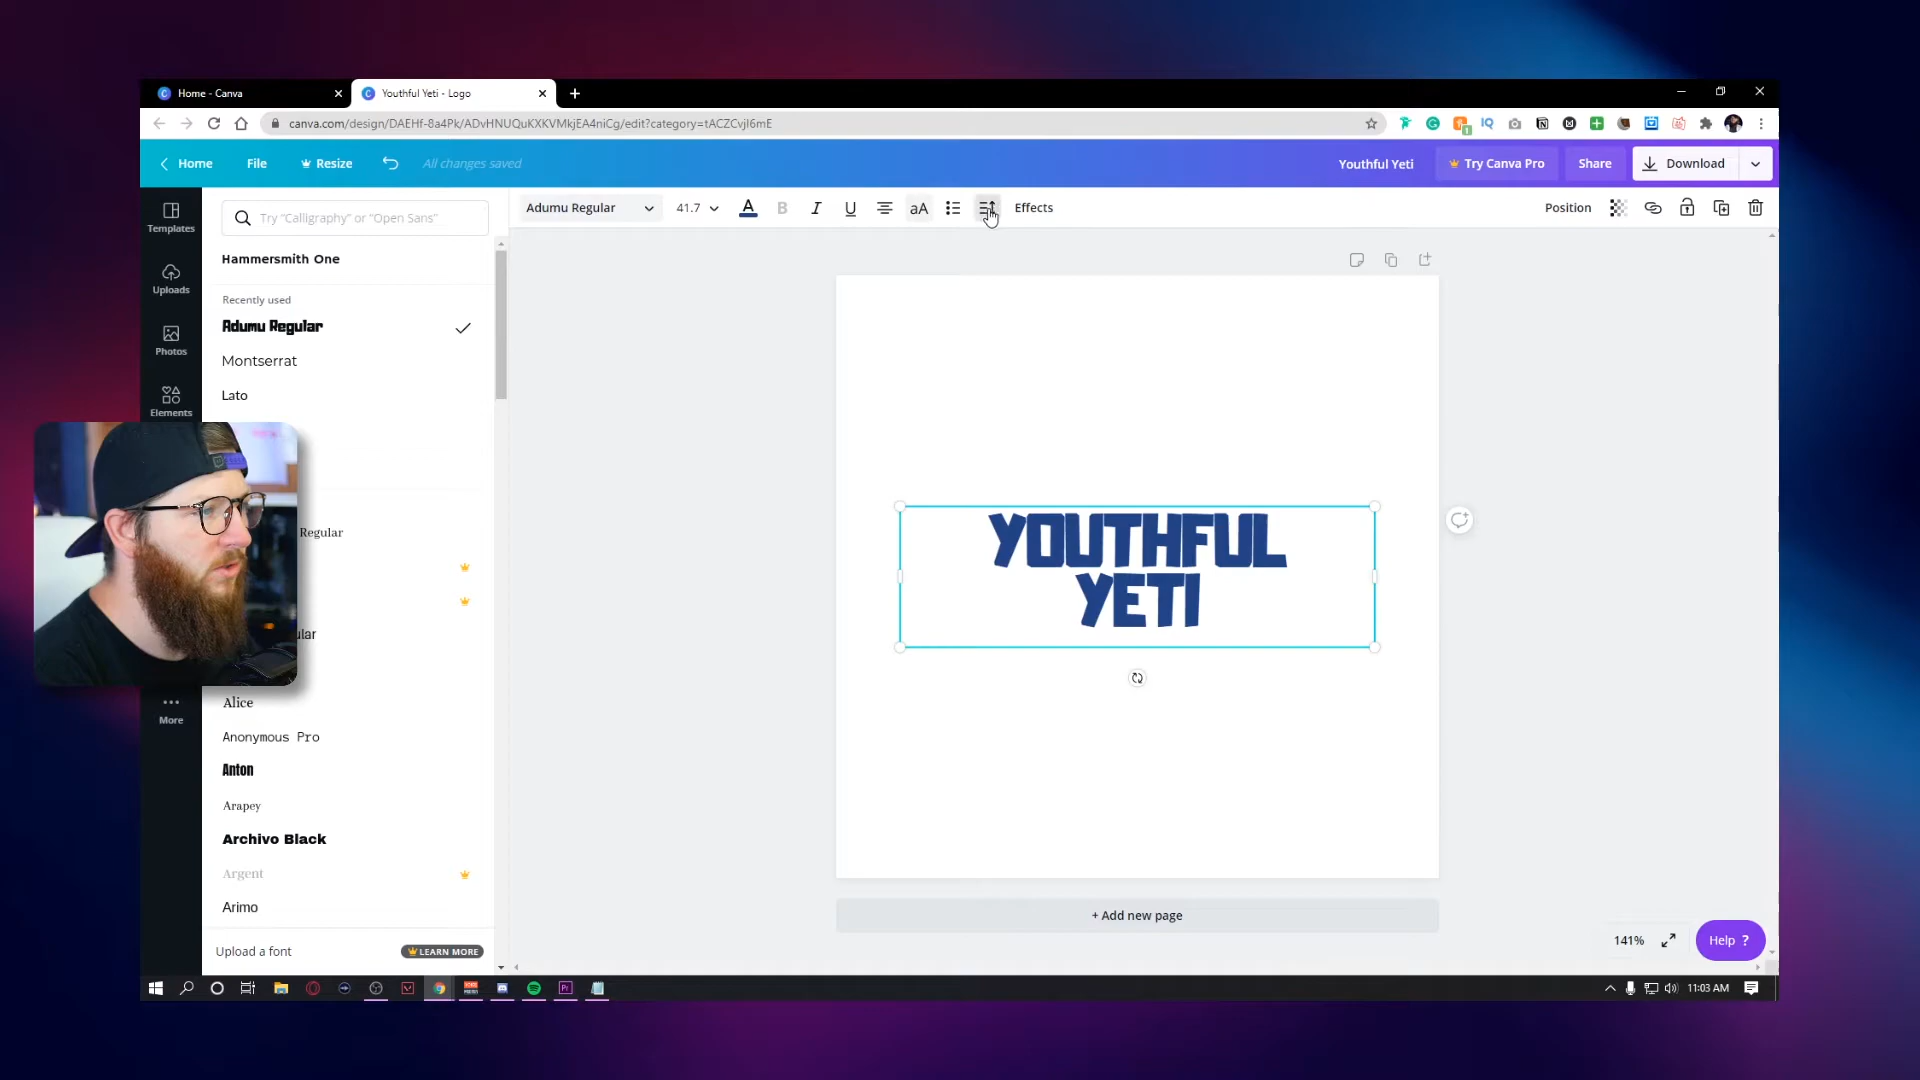 Home - Canva
Youthful Yeti - Logo
canva.com/design/DAEHf-8a4Pk/ADvHNUQuKXKVMkjEA4niCg/edit?category=tACZCvjI6mE
Home
File
Resize
All changes saved
Youthful Yeti
Try Canva Pro
Share
Download
Templates
Uploads
Photos
Elements
More
Try "Calligraphy" or "Open Sans"
Adumu Regular
41.7
A
B
I
U
aA
Effects
Position
Hammersmith One
Recently used
Adumu Regular
Montserrat
Lato
Regular
Alice
Anonymous Pro
Anton
Arapey
Archivo Black
Argent
Arimo
Upload a font
LEARN MORE
YOUTHFUL
YETI
+ Add new page
141%
Help ?
11:03 AM